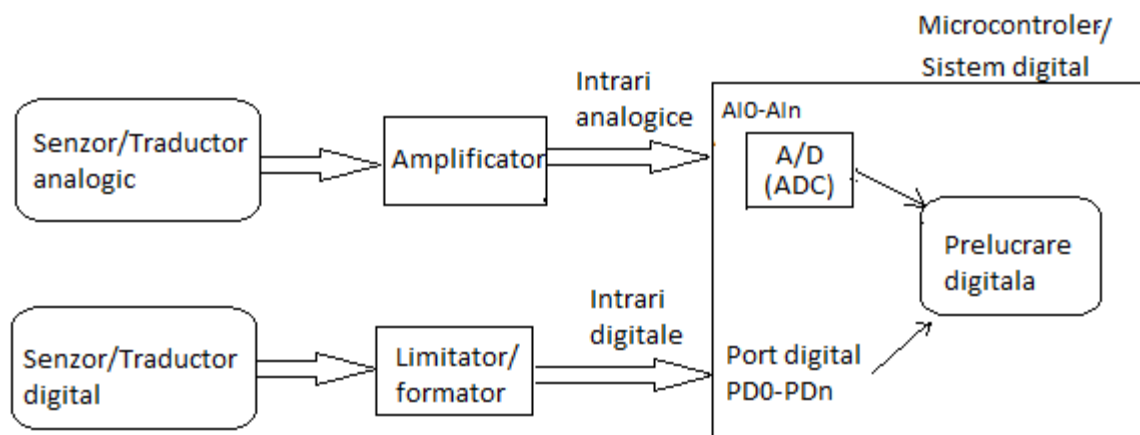 Microcontroler/
Sistem digital
Intrari
analogice
AI0-AIn
Senzor/Traductor
analogic
Amplificator
A/D
(ADC)
Prelucrare
digitala
Intrari
digitale
Senzor/Traductor
digital
Limitator/
formator
Port digital
PD0-PDn